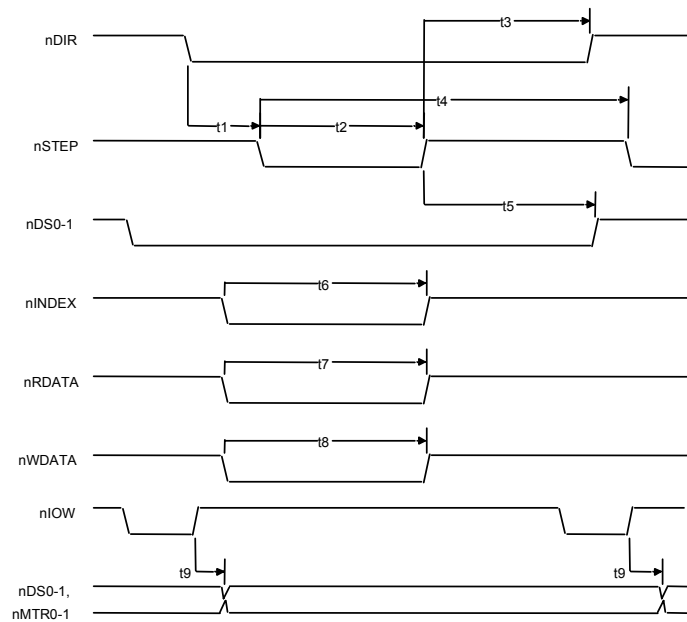 t3
nDIR
t4
t1
t2
nSTEP
t5
nDS0-1
t6
nINDEX
t7
nRDATA
t8
nWDATA
nIOW
t9
t9
nDS0-1,
nMTR0-1